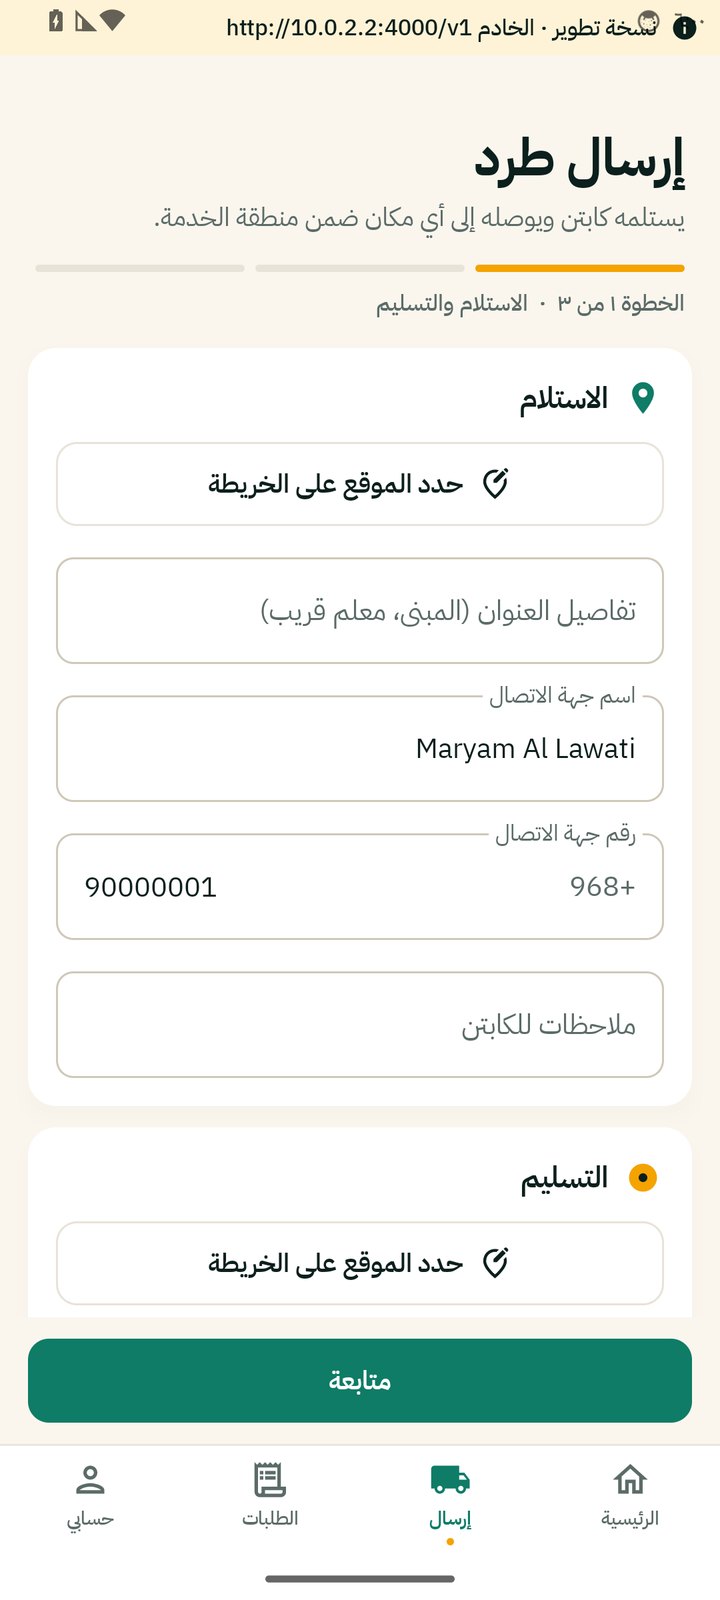 نسخة تطوير · الخادم http://10.0.2.2:4000/v1
إرسال طرد
يستلمه كابتن ويوصله إلى أي مكان ضمن منطقة الخدمة.
الخطوة ١ من ٣ · الاستلام والتسليم
الاستلام
حدد الموقع على الخريطة
تفاصيل العنوان (المبنى، معلم قريب)
اسم جهة الاتصال
Maryam Al Lawati
رقم جهة الاتصال
+968 90000001
ملاحظات للكابتن
التسليم
حدد الموقع على الخريطة
متابعة
الرئيسية
إرسال
الطلبات
حسابي